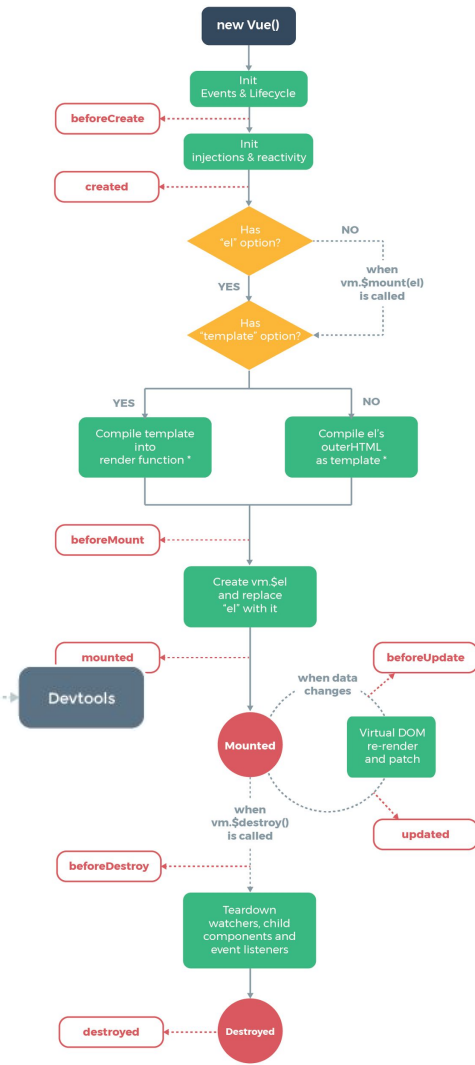 new Vue()
Init
Events & Lifecycle
beforeCreate
Init
injections & reactivity
created
Has
"el" option?
NO
when
vm.$mount(el)
is called
YES
Has
"template" option?
YES
NO
Compile template
into
render function *
Compile el's
outerHTML
as template *
beforeMount
Create vm.$el
and replace
"el" with it
mounted
beforeUpdate
when data
changes
Devtools
Mounted
Virtual DOM
re-render
and patch
when
vm.$destroy()
is called
updated
beforeDestroy
Teardown
watchers, child
components and
event listeners
destroyed
Destroyed